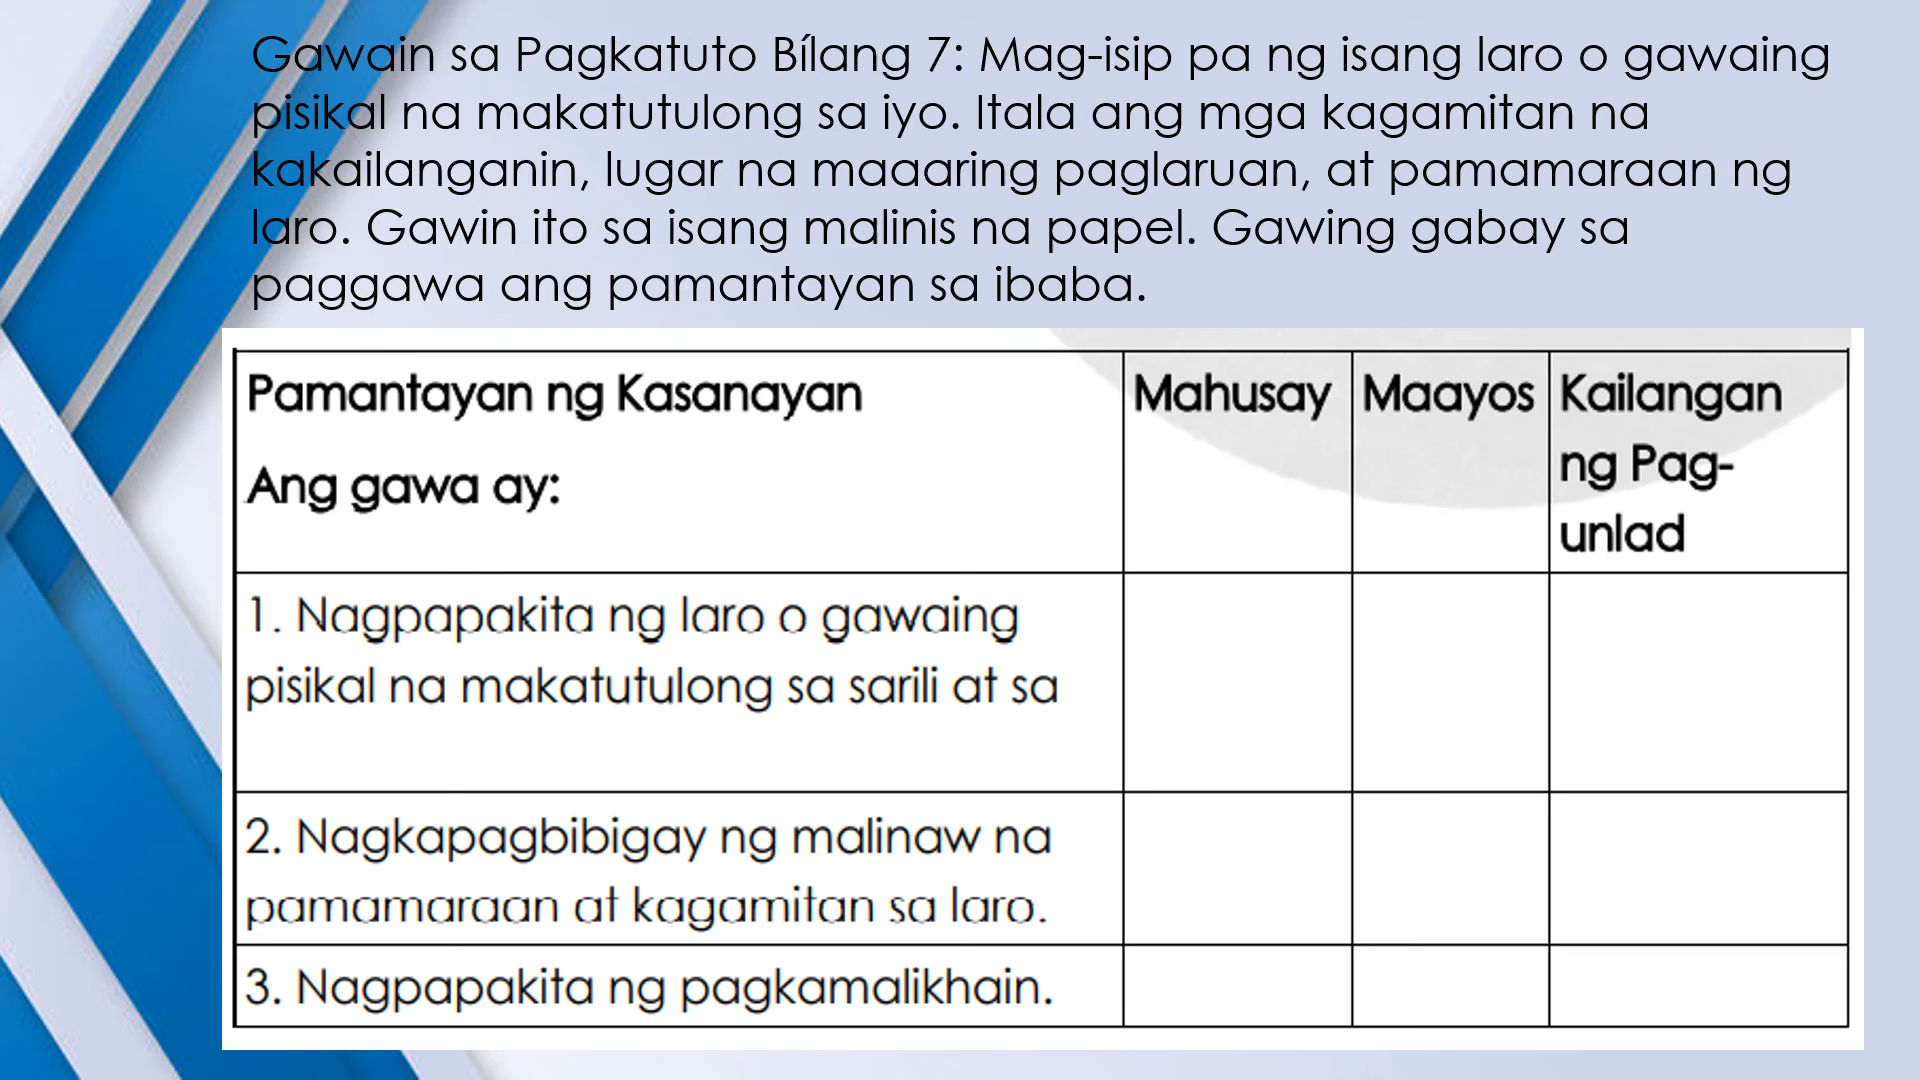 Gawain sa Pagkatuto Bílang 7: Mag-isip pa ng isang laro o gawaing
pisikal na makatutulong sa iyo. Itala ang mga kagamitan na
kakailanganin, lugar na maaaring paglaruan, at pamamaraan ng
laro. Gawin ito sa isang malinis na papel. Gawing gabay sa
paggawa ang pamantayan sa ibaba.
Pamantayan ng Kasanayan
Ang gawa ay:
Mahusay
Maayos
Kailangan
ng Pag-
unlad
1. Nagpapakita ng laro o gawaing
pisikal na makatutulong sa sarili at sa
2. Nagkapagbibigay ng malinaw na
pamamaraan at kagamitan sa laro.
3. Nagpapakita ng pagkamalikhain.